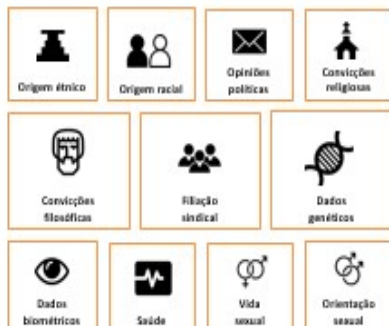 Origem étnico
Origem racial
Opiniões
políticas
Convicções
religiosas
Convicções
filosóficas
Filiação
sindical
Dados
genéticos
Dados
biométricos
Saúde
Vida
sexual
Orientação
sexual